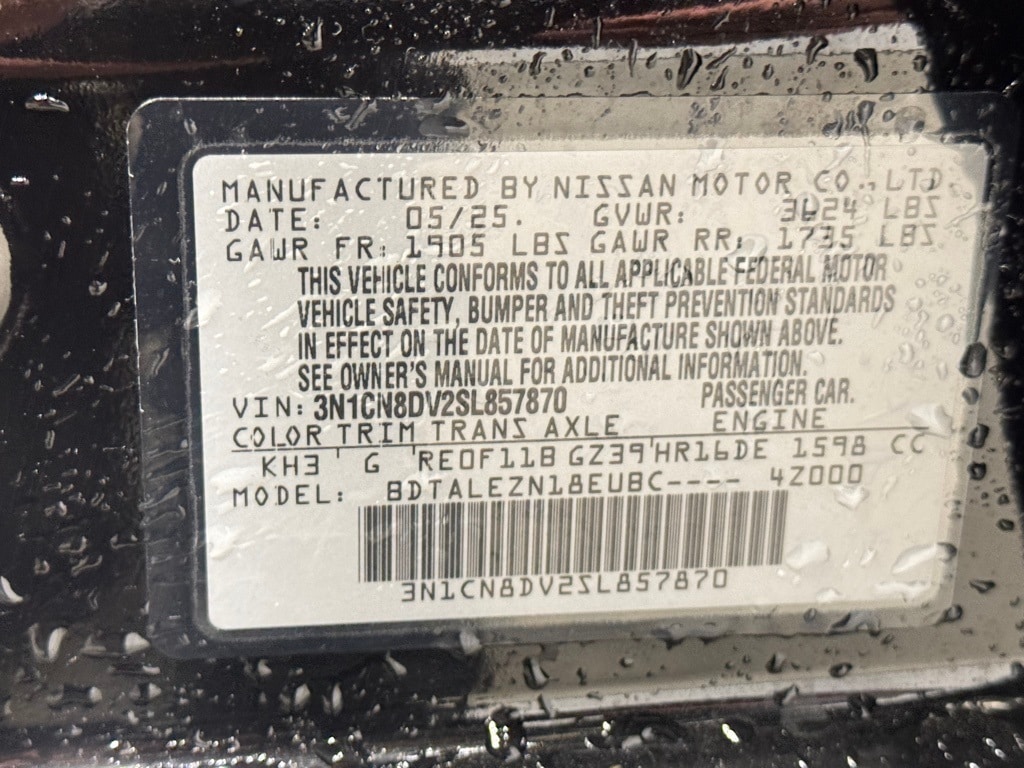 MANUFACTURED BY NISSAN MOTOR CO., LTD.
DATE: 05/25. GVWR: 3624 LBS
GAWR FR: 1905 LBS GAWR RR: 1735 LBS
THIS VEHICLE CONFORMS TO ALL APPLICABLE FEDERAL MOTOR
VEHICLE SAFETY, BUMPER AND THEFT PREVENTION STANDARDS
IN EFFECT ON THE DATE OF MANUFACTURE SHOWN ABOVE.
SEE OWNER'S MANUAL FOR ADDITIONAL INFORMATION.
VIN: 3N1CN8DV2SL857870 PASSENGER CAR.
COLOR TRIM TRANS AXLE ENGINE
KH3 G RE0F11B GZ39 HR16DE 1598 CC
MODEL: BDTALEZN18EUBC---- 4Z000
3N1CN8DV2SL857870